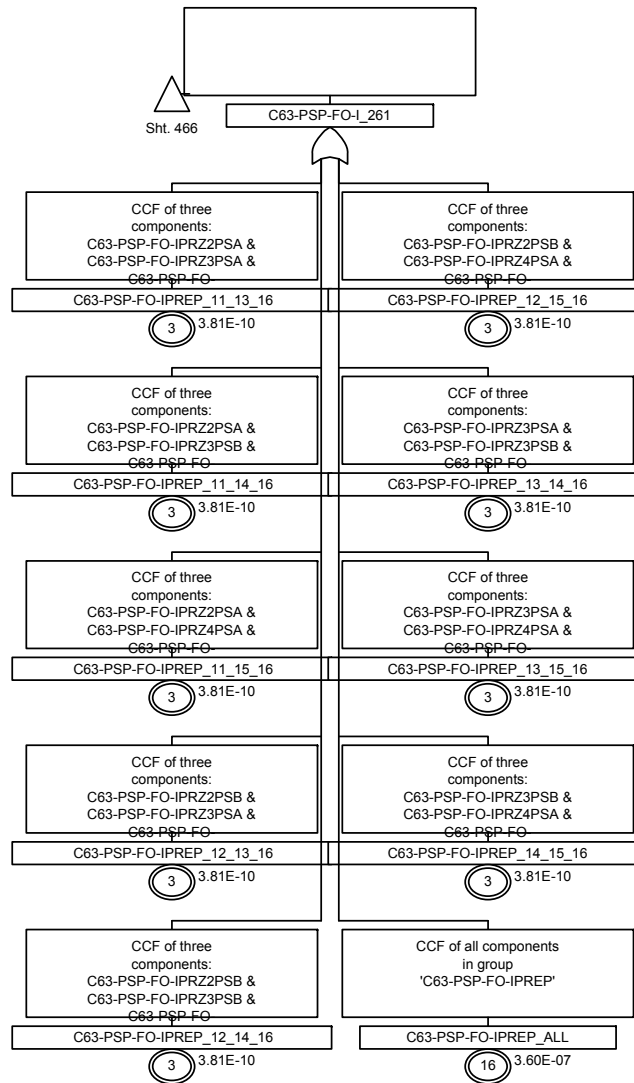 C63-PSP-FO-I_261
Sht. 466
CCF of three
components:
C63-PSP-FO-IPRZ2PSA &
C63-PSP-FO-IPRZ3PSA &
C63-PSP-FO-
C63-PSP-FO-IPREP_11_13_16
3
3.81E-10
CCF of three
components:
C63-PSP-FO-IPRZ2PSB &
C63-PSP-FO-IPRZ4PSA &
C63-PSP-FO-
C63-PSP-FO-IPREP_12_15_16
3
3.81E-10
CCF of three
components:
C63-PSP-FO-IPRZ2PSA &
C63-PSP-FO-IPRZ3PSB &
C63-PSP-FO-
C63-PSP-FO-IPREP_11_14_16
3
3.81E-10
CCF of three
components:
C63-PSP-FO-IPRZ3PSA &
C63-PSP-FO-IPRZ3PSB &
C63-PSP-FO-
C63-PSP-FO-IPREP_13_14_16
3
3.81E-10
CCF of three
components:
C63-PSP-FO-IPRZ2PSA &
C63-PSP-FO-IPRZ4PSA &
C63-PSP-FO-
C63-PSP-FO-IPREP_11_15_16
3
3.81E-10
CCF of three
components:
C63-PSP-FO-IPRZ3PSA &
C63-PSP-FO-IPRZ4PSA &
C63-PSP-FO-
C63-PSP-FO-IPREP_13_15_16
3
3.81E-10
CCF of three
components:
C63-PSP-FO-IPRZ2PSB &
C63-PSP-FO-IPRZ3PSA &
C63-PSP-FO-
C63-PSP-FO-IPREP_12_13_16
3
3.81E-10
CCF of three
components:
C63-PSP-FO-IPRZ3PSB &
C63-PSP-FO-IPRZ4PSA &
C63-PSP-FO-
C63-PSP-FO-IPREP_14_15_16
3
3.81E-10
CCF of three
components:
C63-PSP-FO-IPRZ2PSB &
C63-PSP-FO-IPRZ3PSB &
C63-PSP-FO-
C63-PSP-FO-IPREP_12_14_16
3
3.81E-10
CCF of all components
in group
'C63-PSP-FO-IPREP'
C63-PSP-FO-IPREP_ALL
16
3.60E-07